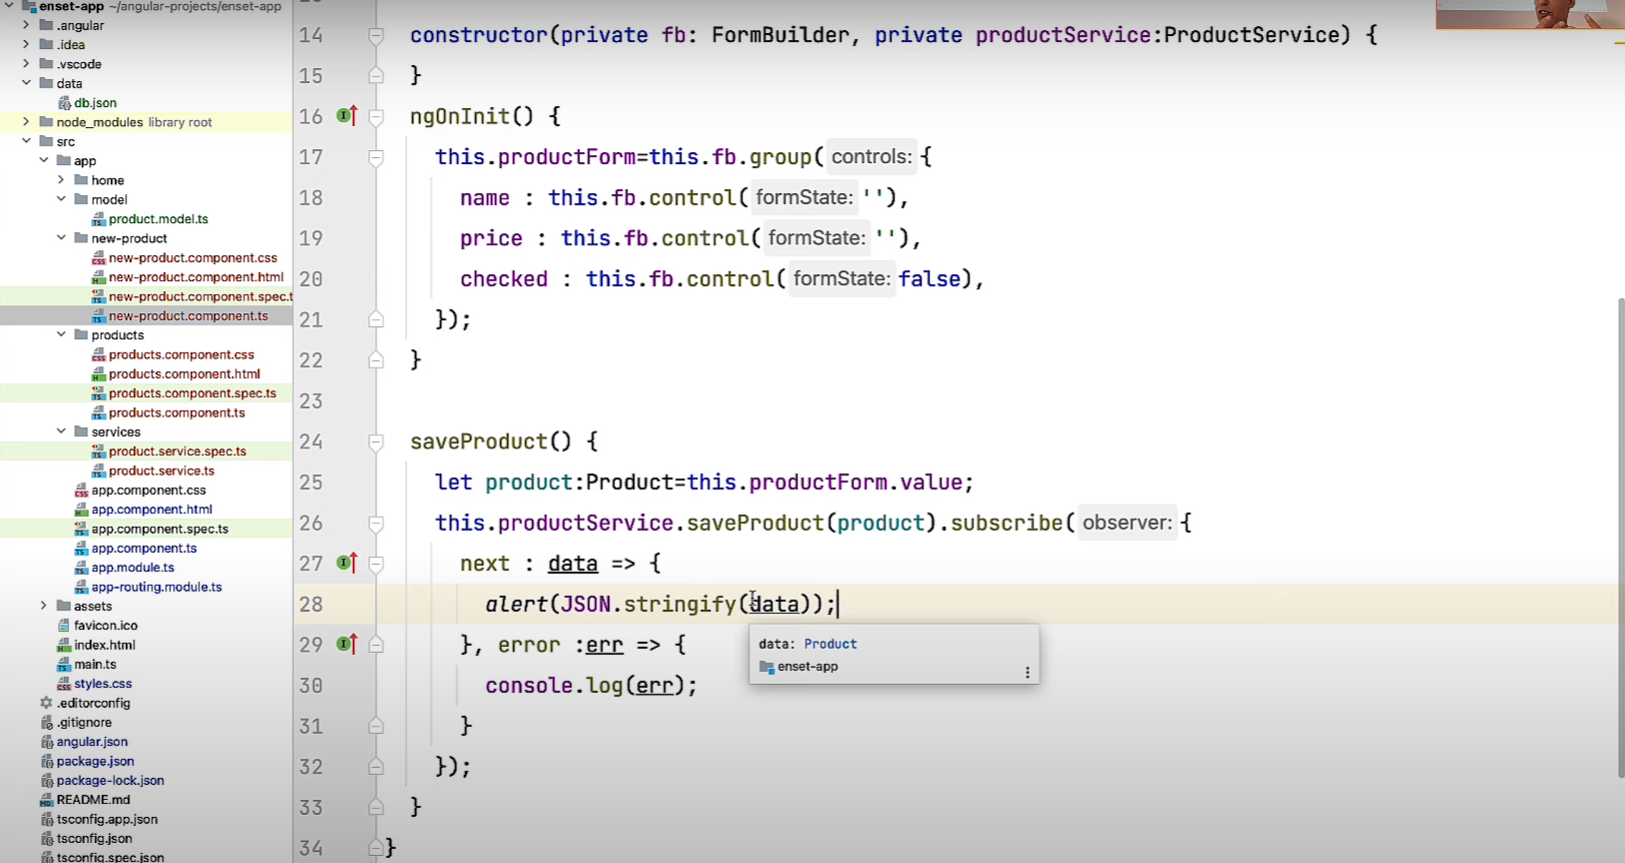 enset-app ~/angular-projects/enset-app
.angular
.idea
.vscode
data
db.json
node_modules library root
src
app
home
model
product.model.ts
new-product
new-product.component.css
new-product.component.html
new-product.component.spec.t
new-product.component.ts
products
products.component.css
products.component.html
products.component.spec.ts
products.component.ts
services
product.service.spec.ts
product.service.ts
app.component.css
app.component.html
app.component.spec.ts
app.component.ts
app.module.ts
app-routing.module.ts
assets
favicon.ico
index.html
main.ts
styles.css
.editorconfig
.gitignore
angular.json
package.json
package-lock.json
README.md
tsconfig.app.json
tsconfig.json
tsconfig.spec.json
14 constructor(private fb: FormBuilder, private productService:ProductService) {
15 }
16 ngOnInit() {
17 this.productForm=this.fb.group( controls: {
18 name : this.fb.control( formState: ''),
19 price : this.fb.control( formState: ''),
20 checked : this.fb.control( formState: false),
21 });
22 }
23
24 saveProduct() {
25 let product:Product=this.productForm.value;
26 this.productService.saveProduct(product).subscribe( observer: {
27 next : data => {
28 alert(JSON.stringify(data));
29 }, error :err => {
30 console.log(err);
31 }
32 });
33 }
34 }
data: Product
enset-app